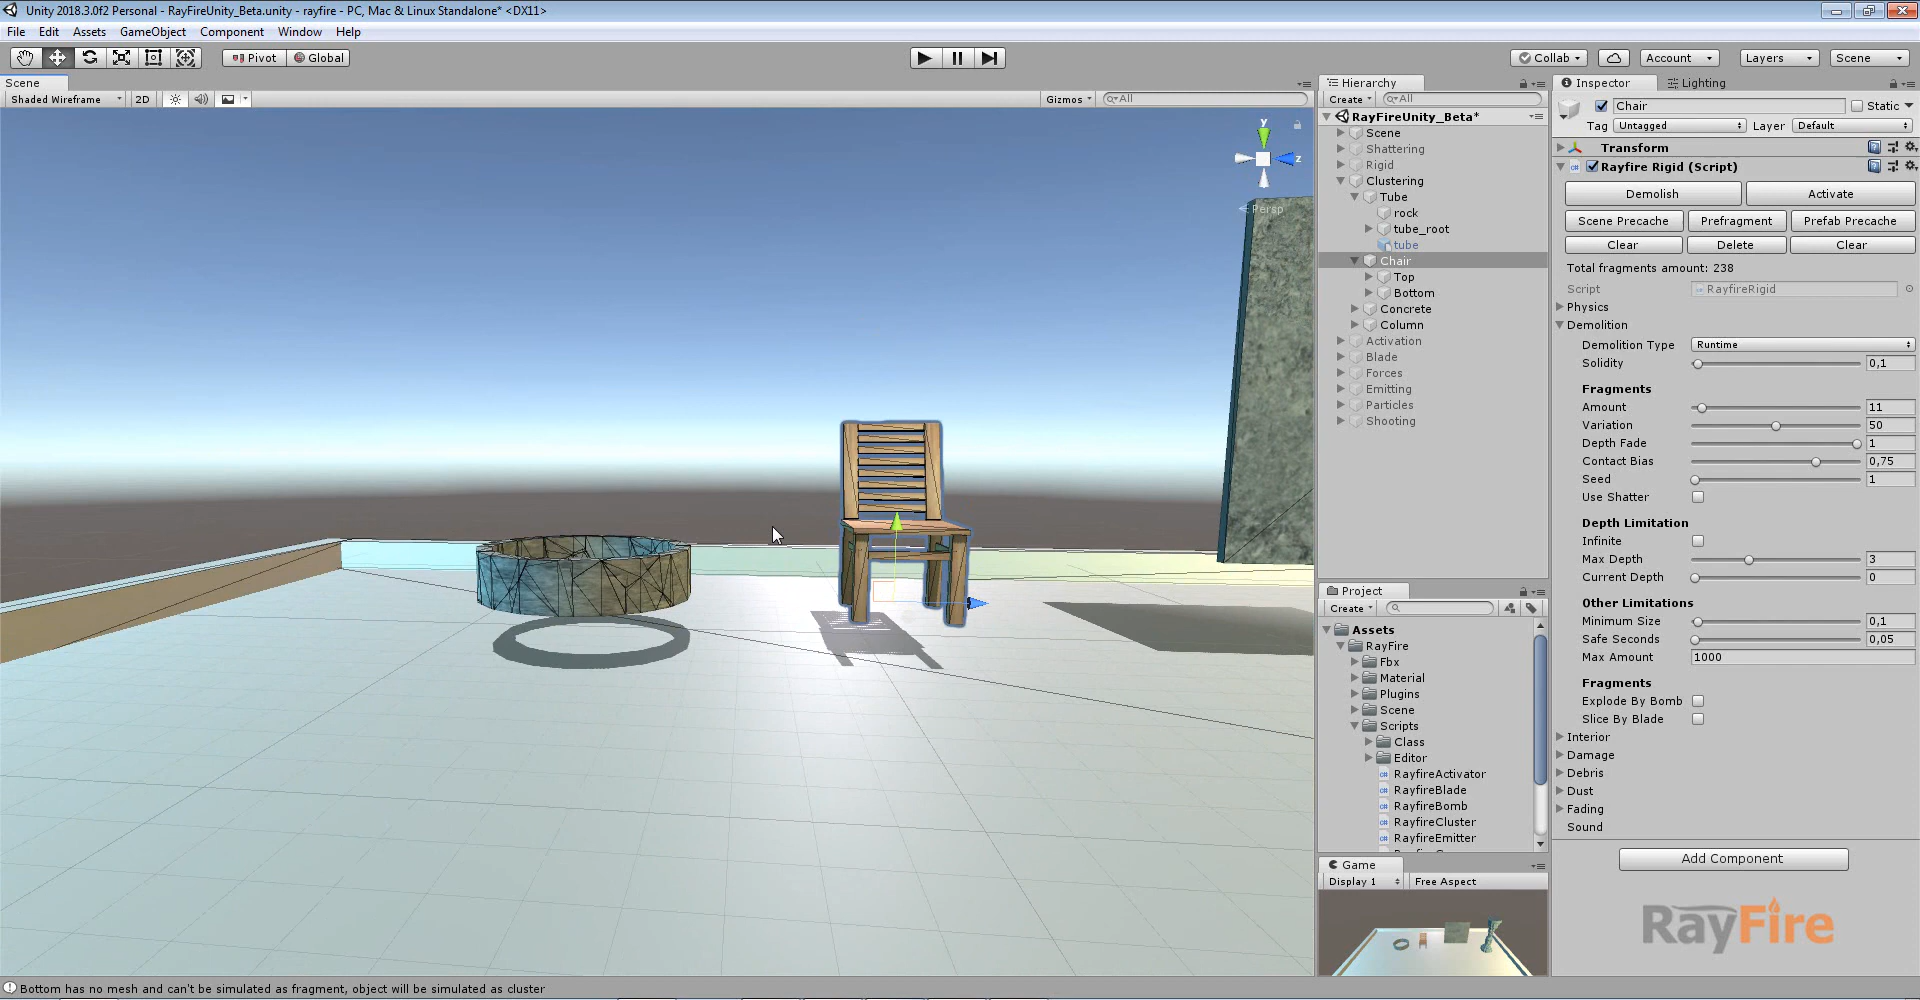 Unity 2018.3.0f2 Personal - RayFireUnity_Beta.unity - rayfire - PC, Mac & Linux Standalone* <DX11>
File Edit Assets GameObject Component Window Help
Pivot Global Collab Account Layers Scene
Scene
Shaded Wireframe 2D Gizmos All
y
z
Persp
Hierarchy
Create All
RayFireUnity_Beta*
Scene
Shattering
Rigid
Clustering
Tube
rock
tube_root
tube
Chair
Top
Bottom
Concrete
Column
Activation
Blade
Forces
Emitting
Particles
Shooting
Project
Create
Assets
RayFire
Fbx
Material
Plugins
Scene
Scripts
Class
Editor
RayfireActivator
RayfireBlade
RayfireBomb
RayfireCluster
RayfireEmitter
Game
Display 1 Free Aspect
Inspector Lighting
Chair Static
Tag Untagged Layer Default
Transform
Rayfire Rigid (Script)
Demolish Activate
Scene Precache Prefragment Prefab Precache
Clear Delete Clear
Total fragments amount: 238
Script RayfireRigid
Physics
Demolition
Demolition Type Runtime
Solidity 0,1
Fragments
Amount 11
Variation 50
Depth Fade 1
Contact Bias 0,75
Seed 1
Use Shatter
Depth Limitation
Infinite
Max Depth 3
Current Depth 0
Other Limitations
Minimum Size 0,1
Safe Seconds 0,05
Max Amount 1000
Fragments
Explode By Bomb
Slice By Blade
Interior
Damage
Debris
Dust
Fading
Sound
Add Component
RayFire
Bottom has no mesh and can't be simulated as fragment, object will be simulated as cluster